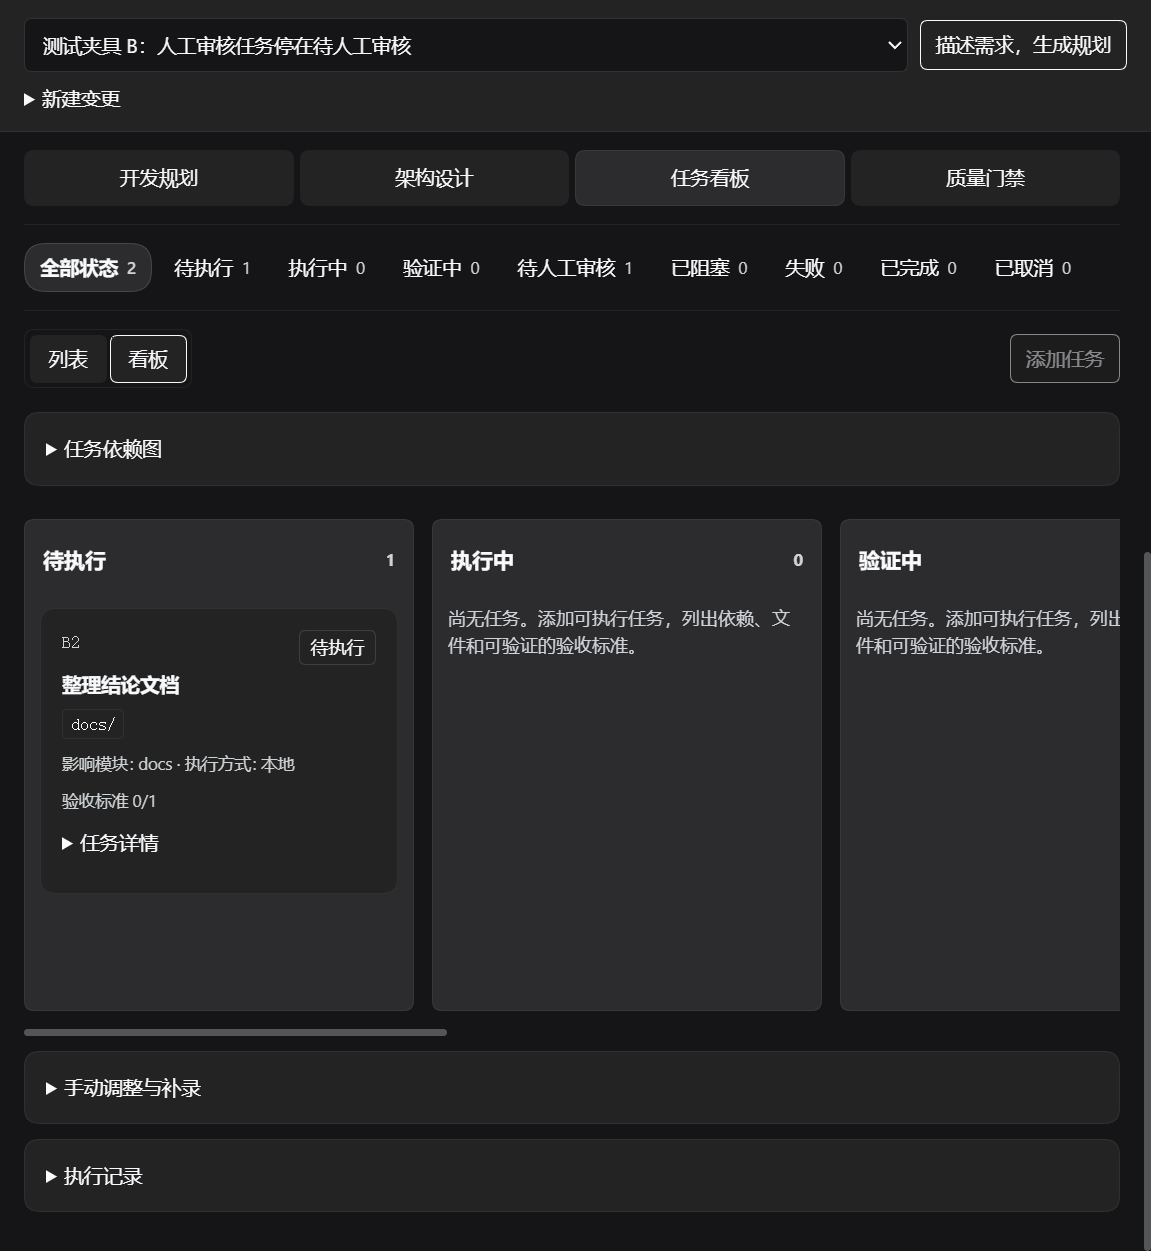 测试夹具 B：人工审核任务停在待人工审核
描述需求，生成规划
新建变更
开发规划
架构设计
任务看板
质量门禁
全部状态 2
待执行 1
执行中 0
验证中 0
待人工审核 1
已阻塞 0
失败 0
已完成 0
已取消 0
列表
看板
添加任务
任务依赖图
待执行 1
B2
待执行
整理结论文档
docs/
影响模块: docs · 执行方式: 本地
验收标准 0/1
任务详情
执行中 0
尚无任务。添加可执行任务，列出依赖、文
件和可验证的验收标准。
验证中
尚无任务。添加可执行任务，列出
件和可验证的验收标准。
手动调整与补录
执行记录